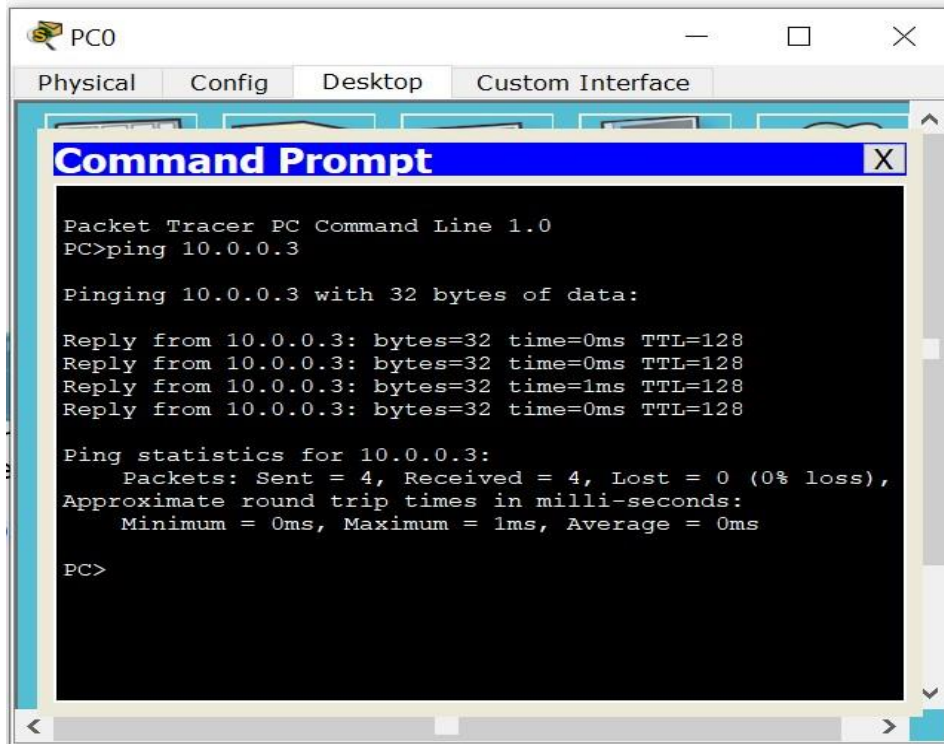 PC0
Physical Config Desktop Custom Interface
Command Prompt X
Packet Tracer PC Command Line 1.0
PC>ping 10.0.0.3
Pinging 10.0.0.3 with 32 bytes of data:
Reply from 10.0.0.3: bytes=32 time=0ms TTL=128
Reply from 10.0.0.3: bytes=32 time=0ms TTL=128
Reply from 10.0.0.3: bytes=32 time=1ms TTL=128
Reply from 10.0.0.3: bytes=32 time=0ms TTL=128
Ping statistics for 10.0.0.3:
Packets: Sent = 4, Received = 4, Lost = 0 (0% loss),
Approximate round trip times in milli-seconds:
Minimum = 0ms, Maximum = 1ms, Average = 0ms
PC>